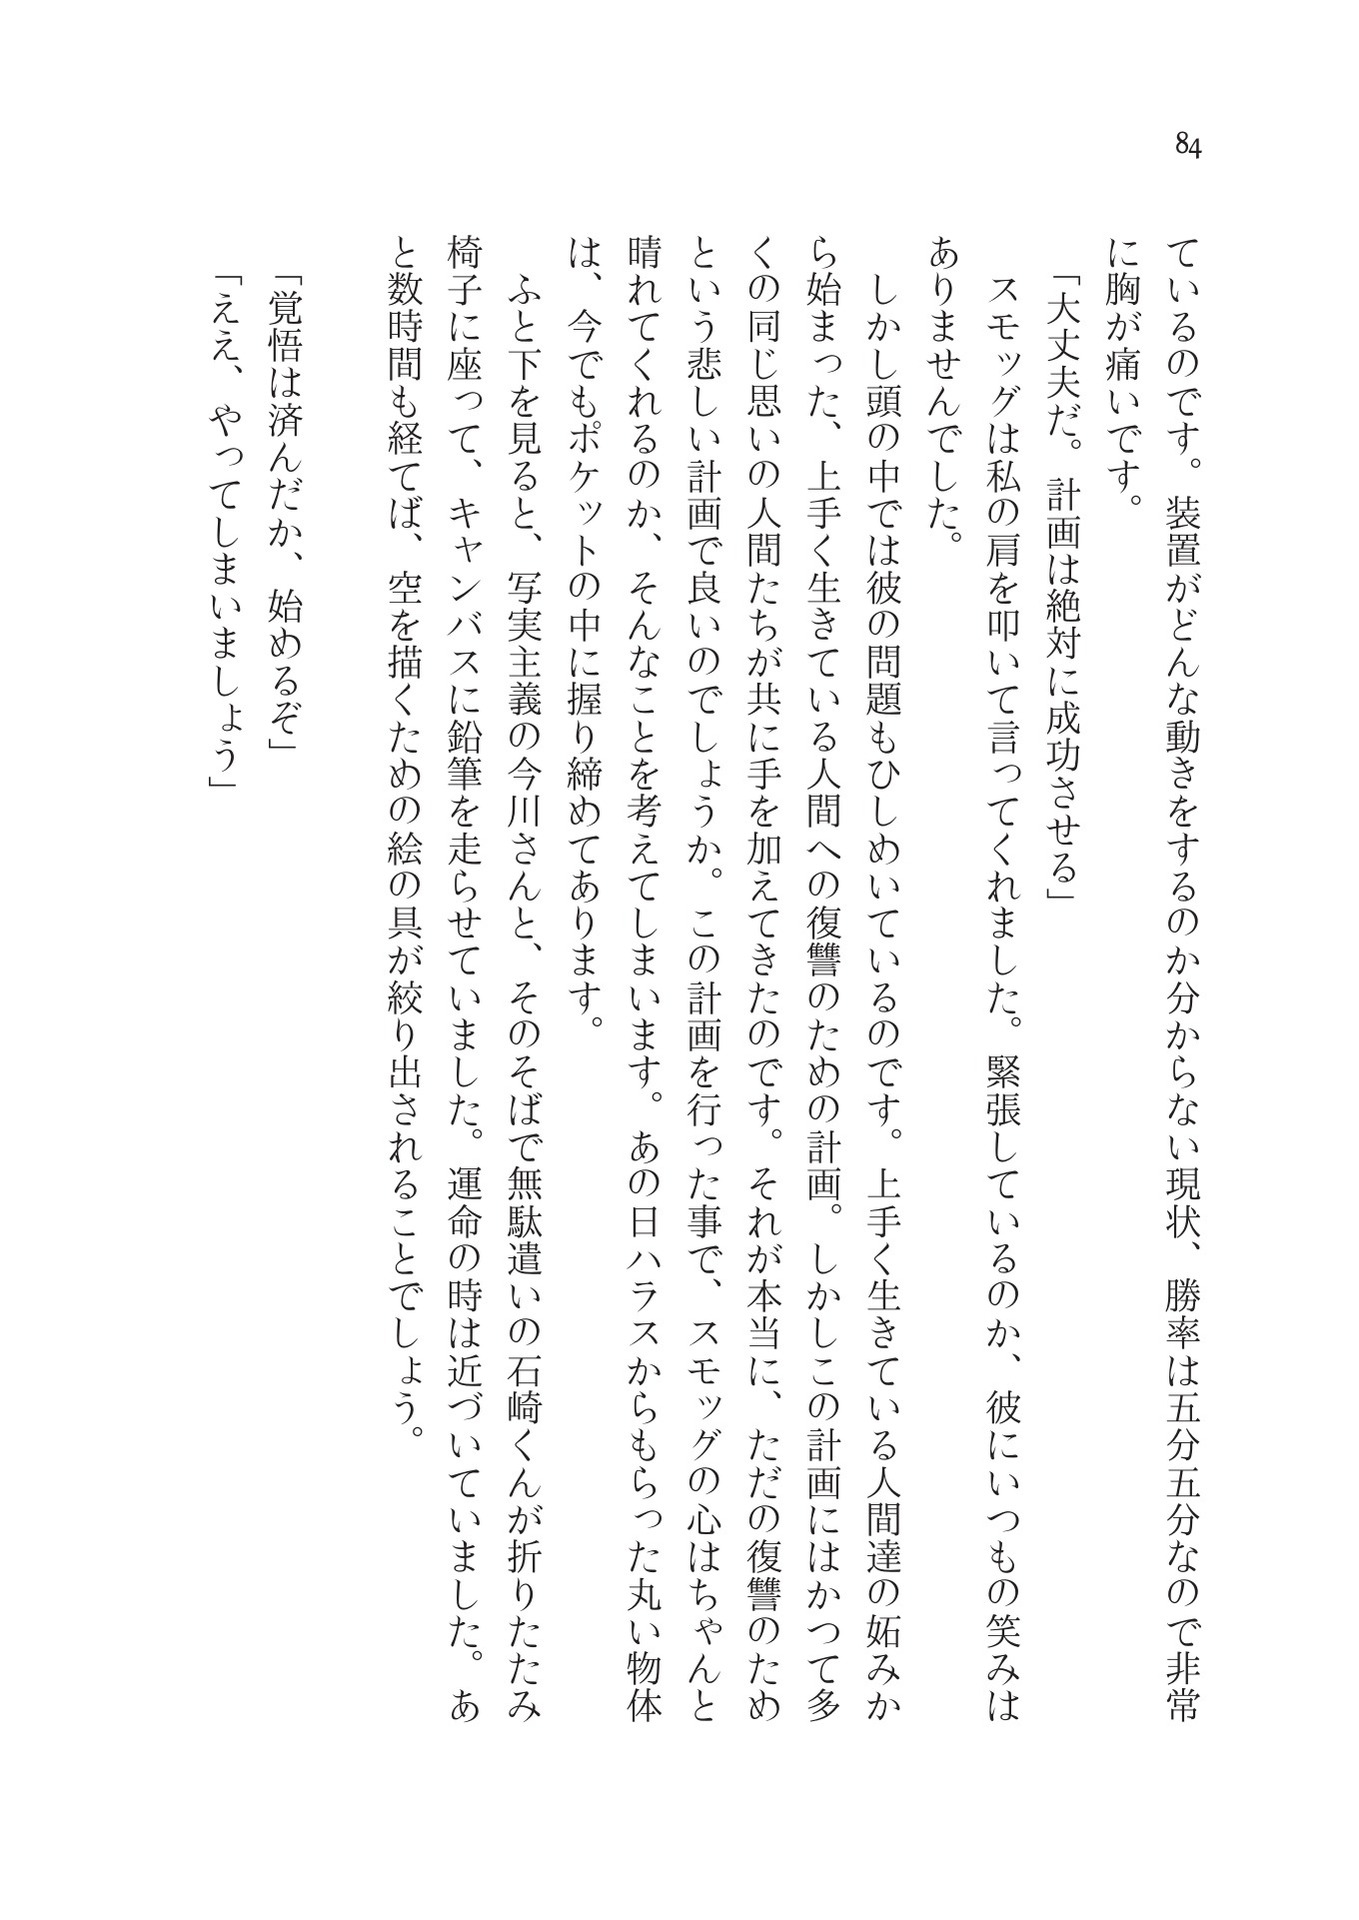 84
ているのです。装置がどんな動きをするのか分からない現状、勝率は五分五分なので非常
に胸が痛いです。
「大丈夫だ。計画は絶対に成功させる」
スモッグは私の肩を叩いて言ってくれました。緊張しているのか、彼にいつもの笑みは
ありませんでした。
しかし頭の中では彼の問題もひしめいているのです。上手く生きている人間達の妬みか
ら始まった、上手く生きている人間への復讐のための計画。しかしこの計画にはかつて多
くの同じ思いの人間たちが共に手を加えてきたのです。それが本当に、ただの復讐のため
という悲しい計画で良いのでしょうか。この計画を行った事で、スモッグの心はちゃんと
晴れてくれるのか、そんなことを考えてしまいます。あの日ハラスからもらった丸い物体
は、今でもポケットの中に握り締めてあります。
ふと下を見ると、写実主義の今川さんと、そのそばで無駄遣いの石崎くんが折りたたみ
椅子に座って、キャンバスに鉛筆を走らせていました。運命の時は近づいていました。あ
と数時間も経てば、空を描くための絵の具が絞り出されることでしょう。
「覚悟は済んだか、始めるぞ」
「ええ、やってしまいましょう」